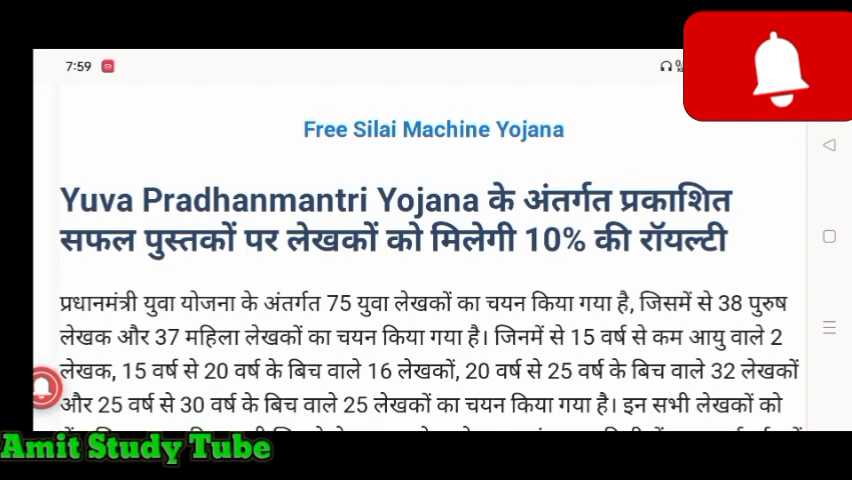 7:59
Free Silai Machine Yojana
Yuva Pradhanmantri Yojana के अंतर्गत प्रकाशित
सफल पुस्तकों पर लेखकों को मिलेगी 10% की रॉयल्टी
प्रधानमंत्री युवा योजना के अंतर्गत 75 युवा लेखकों का चयन किया गया है, जिसमें से 38 पुरुष
लेखक और 37 महिला लेखकों का चयन किया गया है। जिनमें से 15 वर्ष से कम आयु वाले 2
लेखक, 15 वर्ष से 20 वर्ष के बिच वाले 16 लेखकों, 20 वर्ष से 25 वर्ष के बिच वाले 32 लेखकों
और 25 वर्ष से 30 वर्ष के बिच वाले 25 लेखकों का चयन किया गया है। इन सभी लेखकों को
Amit Study Tube